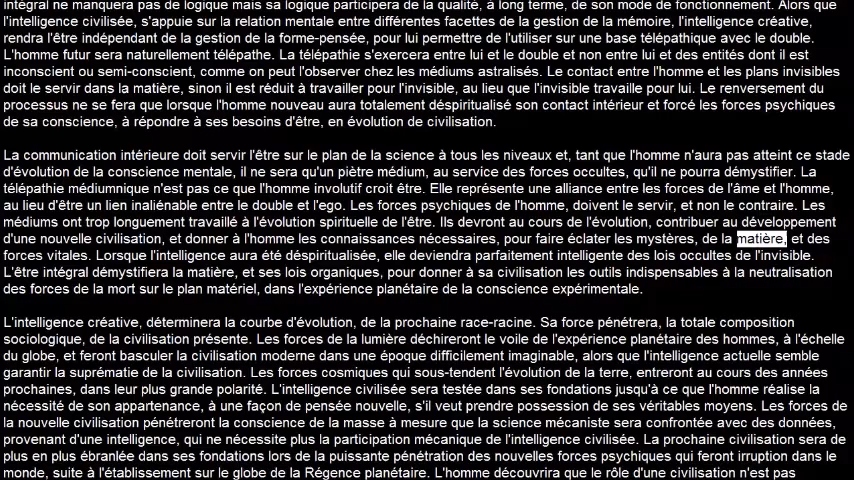 intégral ne manquera pas de logique mais sa logique participera de la qualité, à long terme, de son mode de fonctionnement. Alors que
l'intelligence civilisée, s'appuie sur la relation mentale entre différentes facettes de la gestion de la mémoire, l'intelligence créative,
rendra l'être indépendant de la gestion de la forme-pensée, pour lui permettre de l'utiliser sur une base télépathique avec le double.
L'homme futur sera naturellement télépathe. La télépathie s'exercera entre lui et le double et non entre lui et des entités dont il est
inconscient ou semi-conscient, comme on peut l'observer chez les médiums astralisés. Le contact entre l'homme et les plans invisibles
doit le servir dans la matière, sinon il est réduit à travailler pour l'invisible, au lieu que l'invisible travaille pour lui. Le renversement du
processus ne se fera que lorsque l'homme nouveau aura totalement déspiritualisé son contact intérieur et forcé les forces psychiques
de sa conscience, à répondre à ses besoins d'être, en évolution de civilisation.
La communication intérieure doit servir l'être sur le plan de la science à tous les niveaux et, tant que l'homme n'aura pas atteint ce stade
d'évolution de la conscience mentale, il ne sera qu'un piètre médium, au service des forces occultes, qu'il ne pourra démystifier. La
télépathie médiumnique n'est pas ce que l'homme involutif croit être. Elle représente une alliance entre les forces de l'âme et l'homme,
au lieu d'être un lien inaliénable entre le double et l'ego. Les forces psychiques de l'homme, doivent le servir, et non le contraire. Les
médiums ont trop longuement travaillé à l'évolution spirituelle de l'être. Ils devront au cours de l'évolution, contribuer au développement
d'une nouvelle civilisation, et donner à l'homme les connaissances nécessaires, pour faire éclater les mystères, de la matière, et des
forces vitales. Lorsque l'intelligence aura été déspiritualisée, elle deviendra parfaitement intelligente des lois occultes de l'invisible.
L'être intégral démystifiera la matière, et ses lois organiques, pour donner à sa civilisation les outils indispensables à la neutralisation
des forces de la mort sur le plan matériel, dans l'expérience planétaire de la conscience expérimentale.
L'intelligence créative, déterminera la courbe d'évolution, de la prochaine race-racine. Sa force pénétrera, la totale composition
sociologique, de la civilisation présente. Les forces de la lumière déchireront le voile de l'expérience planétaire des hommes, à l'échelle
du globe, et feront basculer la civilisation moderne dans une époque difficilement imaginable, alors que l'intelligence actuelle semble
garantir la suprématie de la civilisation. Les forces cosmiques qui sous-tendent l'évolution de la terre, entreront au cours des années
prochaines, dans leur plus grande polarité. L'intelligence civilisée sera testée dans ses fondations jusqu'à ce que l'homme réalise la
nécessité de son appartenance, à une façon de pensée nouvelle, s'il veut prendre possession de ses véritables moyens. Les forces de
la nouvelle civilisation pénétreront la conscience de la masse à mesure que la science mécaniste sera confrontée avec des données,
provenant d'une intelligence, qui ne nécessite plus la participation mécanique de l'intelligence civilisée. La prochaine civilisation sera de
plus en plus ébranlée dans ses fondations lors de la puissante pénétration des nouvelles forces psychiques qui feront irruption dans le
monde, suite à l'établissement sur le globe de la Régence planétaire. L'homme découvrira que le rôle d'une civilisation n'est pas